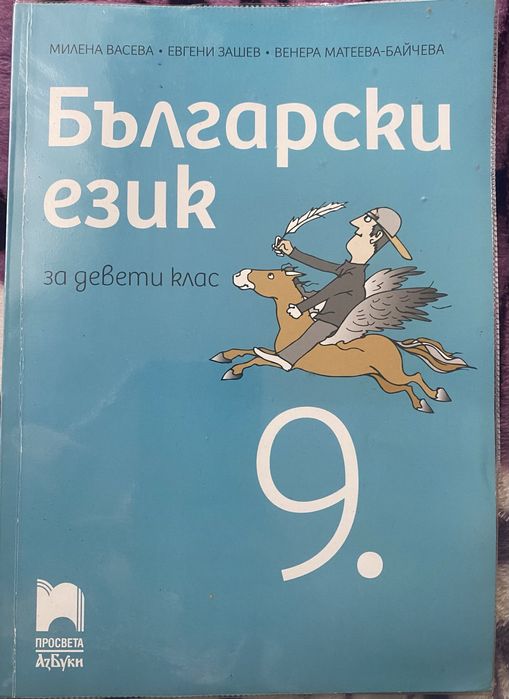 МИЛЕНА ВАСЕВА • ЕВГЕНИ ЗАШЕВ • ВЕНЕРА МАТЕЕВА-БАЙЧЕВА
Български
език
за девети клас
9.
ПРОСВЕТА
АзБуки